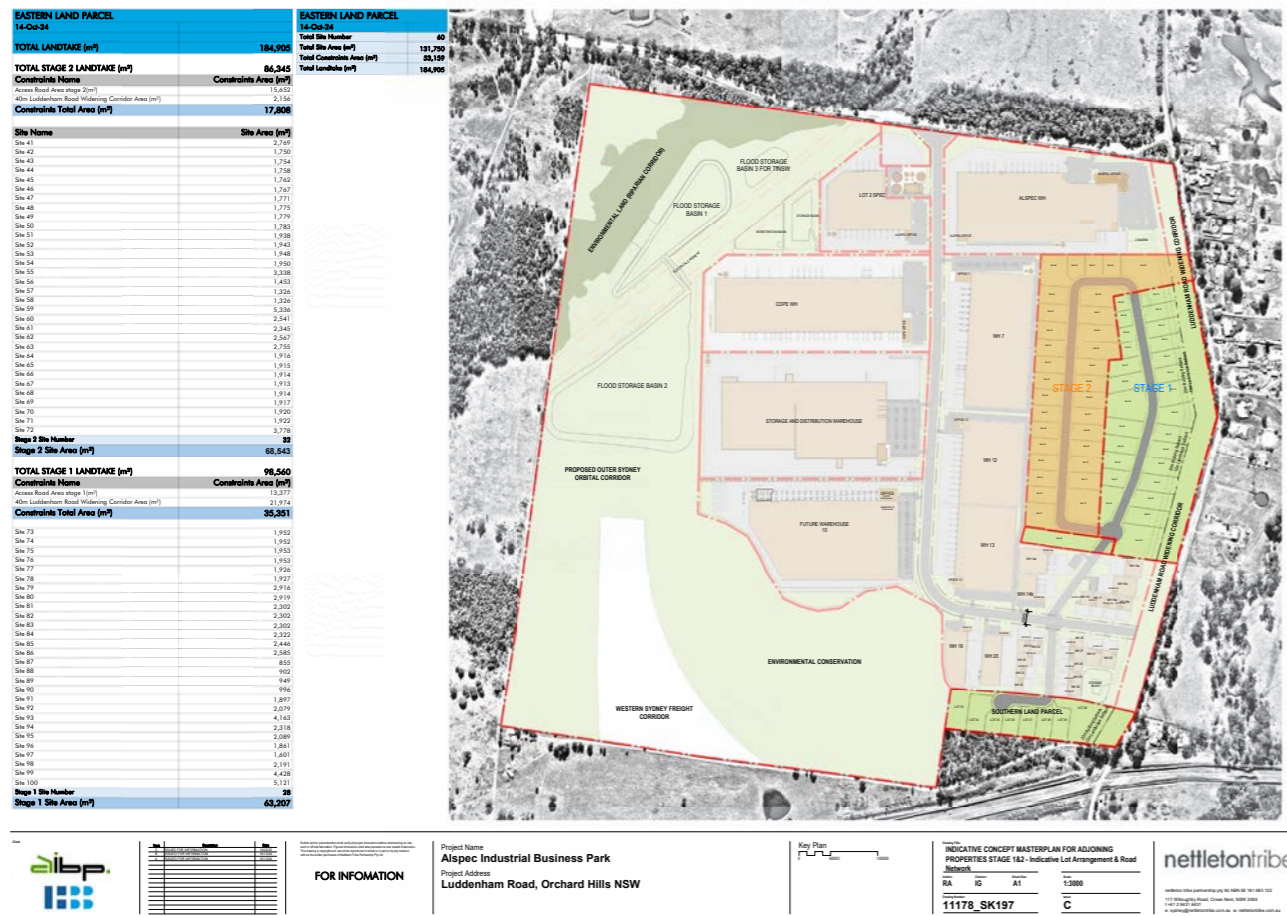 EASTERN LAND PARCEL
14-Oct-24
TOTAL LANDTAKE (m²) 184,905
TOTAL STAGE 2 LANDTAKE (m²) 86,345
Constraints Name Constraints Area (m²)
Access Road Area stage 2(m²) 15,652
40m Luddenham Road Widening Corridor Area (m²) 2,156
Constraints Total Area (m²) 17,808
Site Name Site Area (m²)
Site 41 2,769
Site 42 1,750
Site 43 1,754
Site 44 1,758
Site 45 1,762
Site 46 1,767
Site 47 1,771
Site 48 1,775
Site 49 1,779
Site 50 1,783
Site 51 1,938
Site 52 1,943
Site 53 1,948
Site 54 1,950
Site 55 3,338
Site 56 1,453
Site 57 1,326
Site 58 1,326
Site 59 5,336
Site 60 2,541
Site 61 2,345
Site 62 2,567
Site 63 2,755
Site 64 1,916
Site 65 1,915
Site 66 1,914
Site 67 1,913
Site 68 1,914
Site 69 1,917
Site 70 1,920
Site 71 1,922
Site 72 3,778
Stage 2 Site Number 32
Stage 2 Site Area (m²) 68,543
TOTAL STAGE 1 LANDTAKE (m²) 98,560
Constraints Name Constraints Area (m²)
Access Road Area stage 1(m²) 13,377
40m Luddenham Road Widening Corridor Area (m²) 21,974
Constraints Total Area (m²) 35,351
Site 73 1,952
Site 74 1,952
Site 75 1,953
Site 76 1,953
Site 77 1,926
Site 78 1,927
Site 79 2,916
Site 80 2,919
Site 81 2,302
Site 82 2,302
Site 83 2,302
Site 84 2,322
Site 85 2,446
Site 86 2,585
Site 87 855
Site 88 902
Site 89 949
Site 90 996
Site 91 1,897
Site 92 2,079
Site 93 4,163
Site 94 2,318
Site 95 2,089
Site 96 1,861
Site 97 1,601
Site 98 2,191
Site 99 4,428
Site 100 5,121
Stage 1 Site Number 28
Stage 1 Site Area (m²) 63,207
EASTERN LAND PARCEL
14-Oct-24
Total Site Number 60
Total Site Area (m²) 131,750
Total Constraints Area (m²) 53,159
Total Landtake (m²) 184,905
ENVIRONMENTAL LAND (RIPARIAN CORRIDOR)
FLOOD STORAGE
BASIN 3 FOR TfNSW
FLOOD STORAGE
BASIN 1
LOT 2 SPEC
ALSPEC WH
LUDDENHAM ROAD WIDENING CORRIDOR
COPE WH
WH 7
STAGE 2
STAGE 1
FLOOD STORAGE BASIN 2
STORAGE AND DISTRIBUTION WAREHOUSE
WH 12
PROPOSED OUTER SYDNEY
ORBITAL CORRIDOR
FUTURE WAREHOUSE
10
WH 13
LUDDENHAM ROAD WIDENING CORRIDOR
WH 14b
WH 19
WH 20
ENVIRONMENTAL CONSERVATION
WESTERN SYDNEY FREIGHT
CORRIDOR
SOUTHERN LAND PARCEL
aibp.
FOR INFOMATION
Project Name
Alspec Industrial Business Park
Project Address
Luddenham Road, Orchard Hills NSW
Key Plan
INDICATIVE CONCEPT MASTERPLAN FOR ADJOINING
PROPERTIES STAGE 1&2 - Indicative Lot Arrangement & Road
Network
RA IG A1 1:3000
11178_SK197 C
nettletontribe